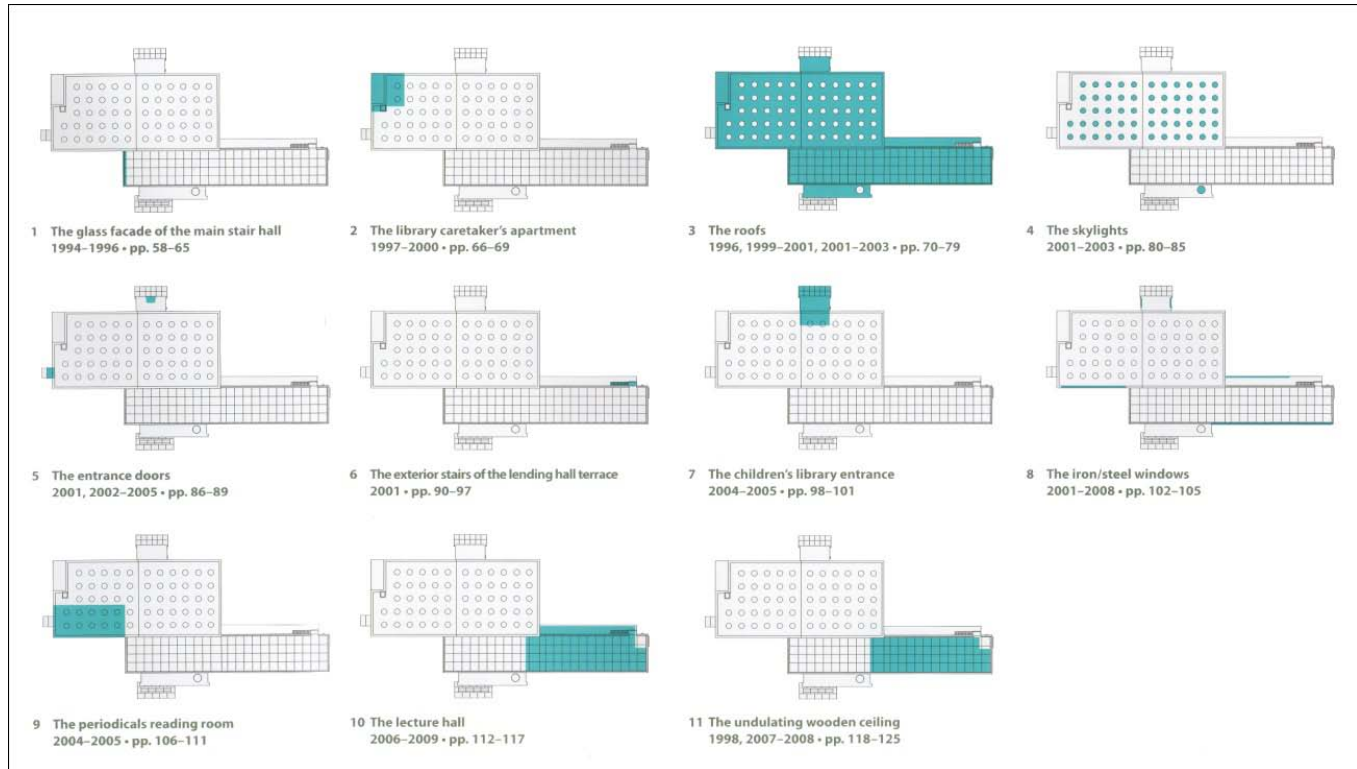 1 The glass facade of the main stair hall
1994–1996 • pp. 58–65
2 The library caretaker's apartment
1997–2000 • pp. 66–69
3 The roofs
1996, 1999–2001, 2001–2003 • pp. 70–79
4 The skylights
2001–2003 • pp. 80–85
5 The entrance doors
2001, 2002–2005 • pp. 86–89
6 The exterior stairs of the lending hall terrace
2001 • pp. 90–97
7 The children's library entrance
2004–2005 • pp. 98–101
8 The iron/steel windows
2001–2008 • pp. 102–105
9 The periodicals reading room
2004–2005 • pp. 106–111
10 The lecture hall
2006–2009 • pp. 112–117
11 The undulating wooden ceiling
1998, 2007–2008 • pp. 118–125